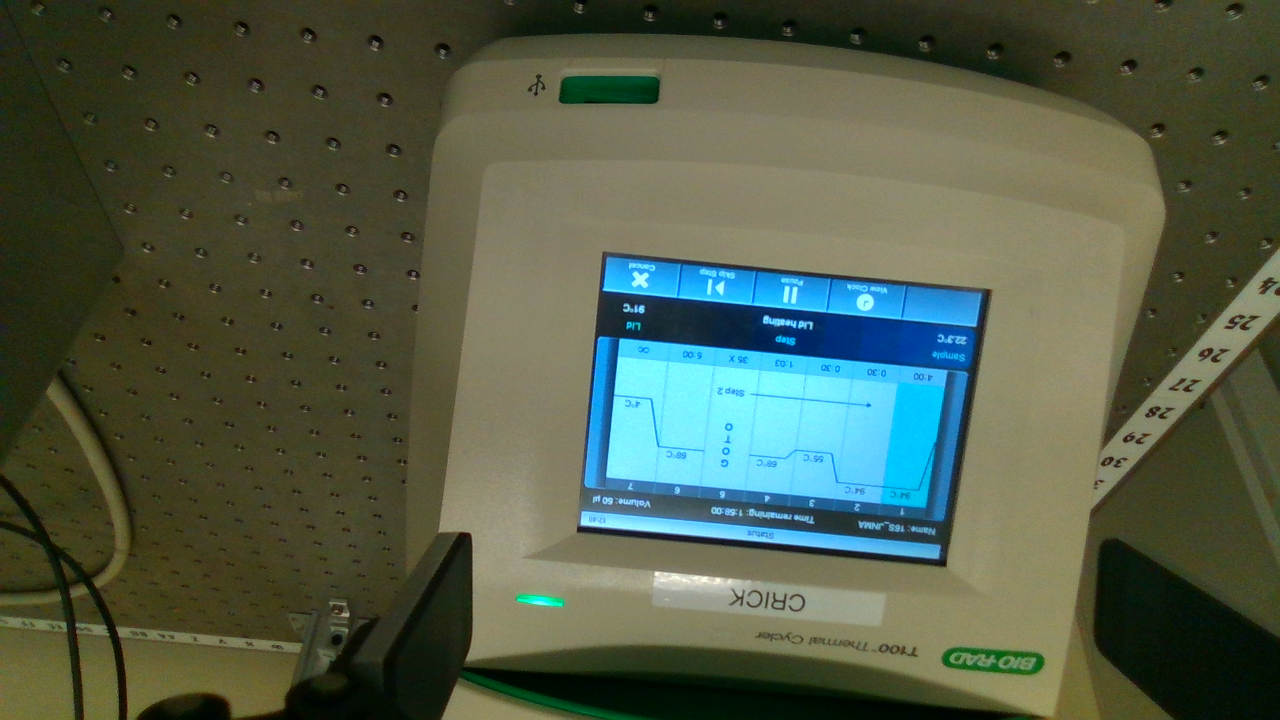 BIO-RAD
T100™ Thermal Cycler
CRICK
Status
Name: 16S_JNMA Time remaining: 1:58:00 Volume: 50 µl
1 2 3 4 5 6 7
94°C 94°C 55°C 68°C G O T O 68°C 4°C
Step 2
4:00 0:30 0:30 1:03 35 X 5:00 ∞
Sample Step Lid
22.3°C Lid heating 91°C
View Clock Pause Skip Step Cancel
25
26
27
28
29
30